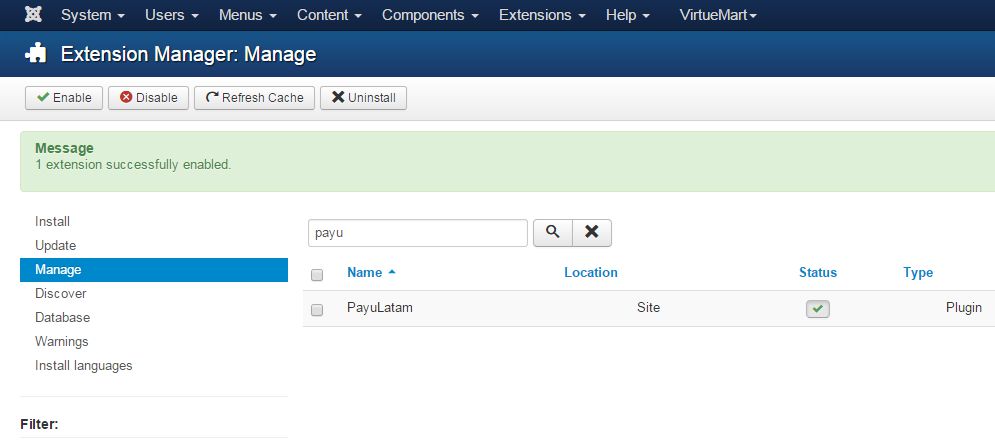 System Users Menus Content Components Extensions Help VirtueMart
Extension Manager: Manage
Enable Disable Refresh Cache Uninstall
Message
1 extension successfully enabled.
Install
Update
Manage
Discover
Database
Warnings
Install languages
Filter:
payu
Name Location Status Type
PayuLatam Site Plugin